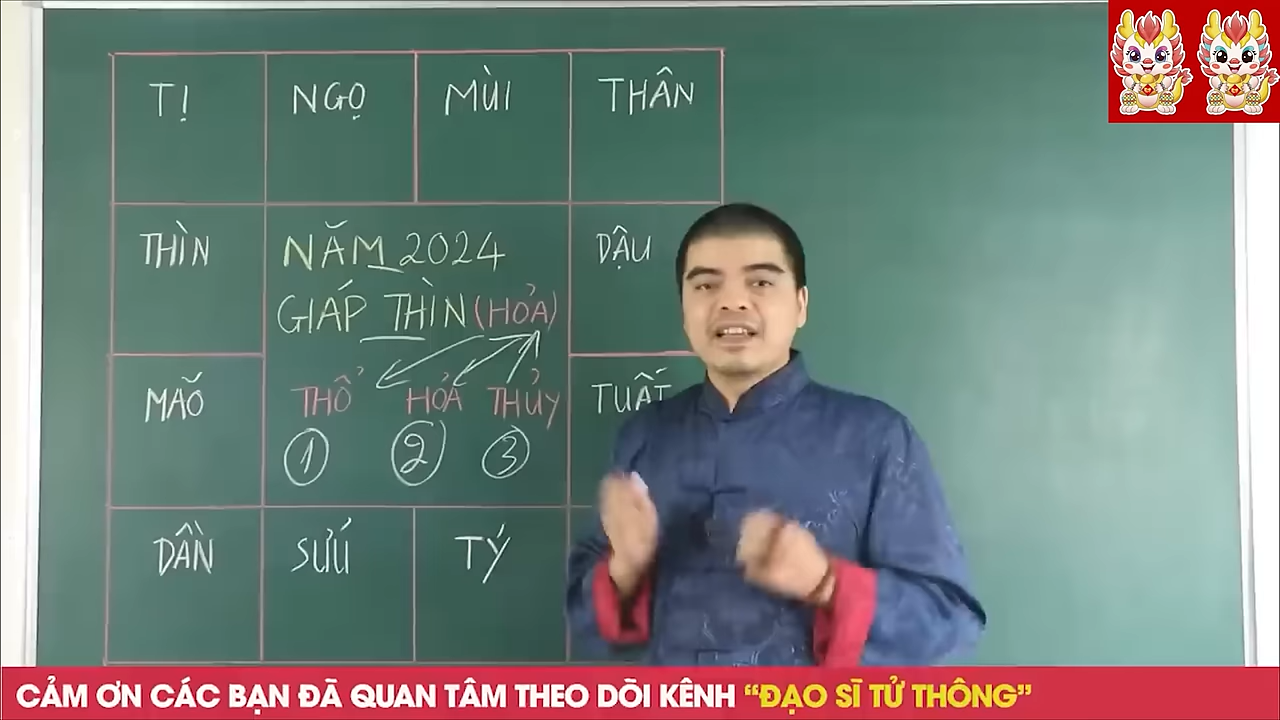 TỊ NGỌ MÙI THÂN
THÌN NĂM 2024 DẬU
GIÁP THÌN (HỎA)
MÃO THỔ HỎA THỦY TUẤT
1 2 3
DẦN SỬU TÝ
CẢM ƠN CÁC BẠN ĐÃ QUAN TÂM THEO DÕI KÊNH “ĐẠO SĨ TỬ THÔNG”